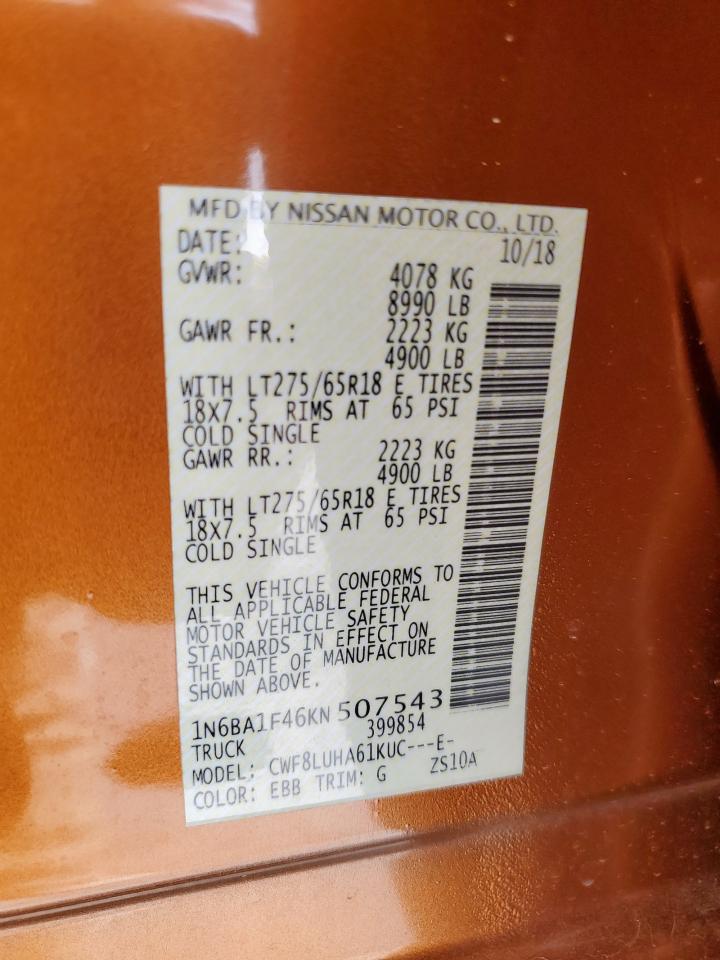 MFD BY NISSAN MOTOR CO., LTD.
DATE: 10/18
GVWR: 4078 KG
8990 LB
GAWR FR.: 2223 KG
4900 LB
WITH LT275/65R18 E TIRES
18X7.5 RIMS AT 65 PSI
COLD SINGLE
GAWR RR.: 2223 KG
4900 LB
WITH LT275/65R18 E TIRES
18X7.5 RIMS AT 65 PSI
COLD SINGLE
THIS VEHICLE CONFORMS TO
ALL APPLICABLE FEDERAL
MOTOR VEHICLE SAFETY
STANDARDS IN EFFECT ON
THE DATE OF MANUFACTURE
SHOWN ABOVE.
1N6BA1F46KN507543
TRUCK 399854
MODEL: CWF8LUHA61KUC---E-
COLOR: EBB TRIM: G ZS10A